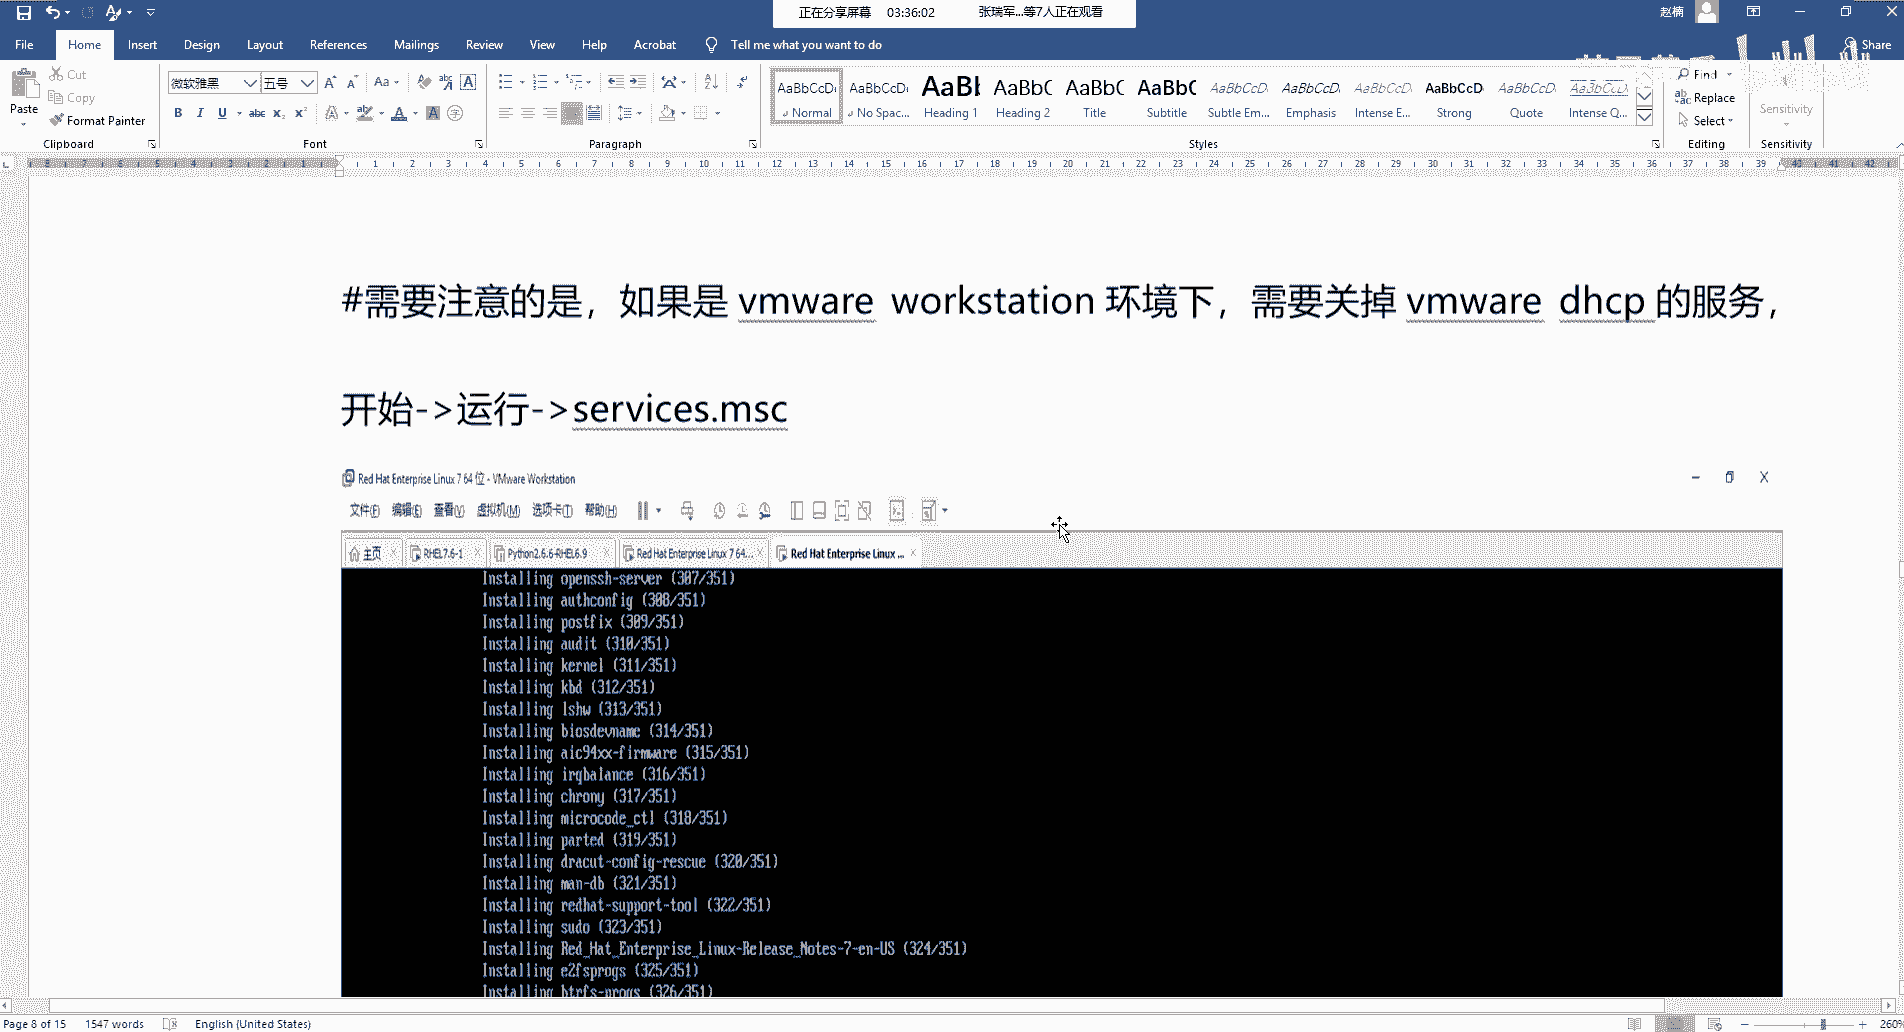 正在分享屏幕 03:36:02 张瑞军...等7人正在观看
赵楠
File Home Insert Design Layout References Mailings Review View Help Acrobat Tell me what you want to do Share
Paste
Cut
Copy
Format Painter
Clipboard
微软雅黑 五号
Font
Paragraph
AaBbCcDc AaBbCcDc AaBl AaBbC AaBbC AaBbC AaBbCcD AaBbCcD AaBbCcD AaBbCcD AaBbCcD AaBbCcD
Normal No Spac... Heading 1 Heading 2 Title Subtitle Subtle Em... Emphasis Intense E... Strong Quote Intense Q...
Styles
Find
Replace
Select
Editing
Sensitivity
Sensitivity
#需要注意的是，如果是 vmware workstation 环境下，需要关掉 vmware dhcp 的服务，
开始->运行->services.msc
Red Hat Enterprise Linux 7 64 位 - VMware Workstation
文件(F) 编辑(E) 查看(V) 虚拟机(M) 选项卡(T) 帮助(H)
主页 RHEL7.6-1 Python2.6.6-RHEL6.9 Red Hat Enterprise Linux 7 64... Red Hat Enterprise Linux ...
Installing openssh-server (307/351)
Installing authconfig (308/351)
Installing postfix (309/351)
Installing audit (310/351)
Installing kernel (311/351)
Installing kbd (312/351)
Installing lshw (313/351)
Installing biosdevname (314/351)
Installing aic94xx-firmware (315/351)
Installing irqbalance (316/351)
Installing chrony (317/351)
Installing microcode_ctl (318/351)
Installing parted (319/351)
Installing dracut-config-rescue (320/351)
Installing man-db (321/351)
Installing redhat-support-tool (322/351)
Installing sudo (323/351)
Installing Red_Hat_Enterprise_Linux-Release_Notes-7-en-US (324/351)
Installing e2fsprogs (325/351)
Installing btrfs-progs (326/351)
Page 8 of 15 1547 words English (United States) 260%